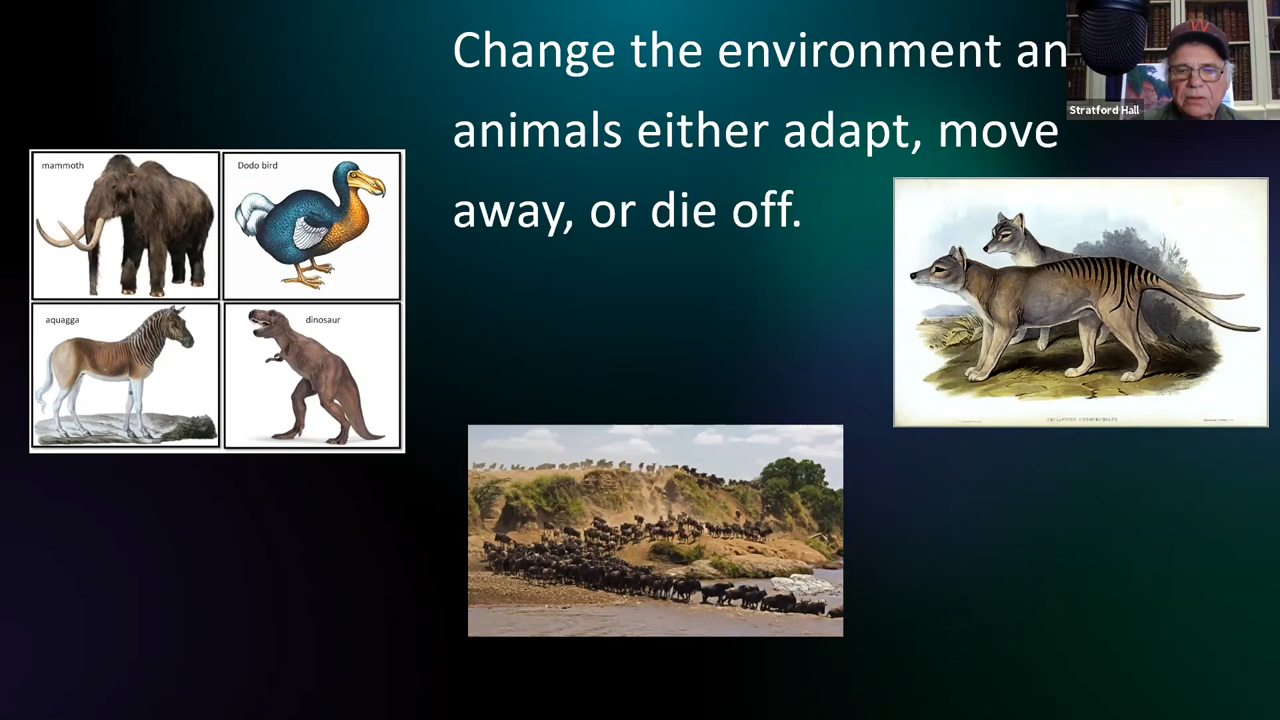 Change the environment an
animals either adapt, move
away, or die off.
Stratford Hall
mammoth
Dodo bird
aquagga
dinosaur
W